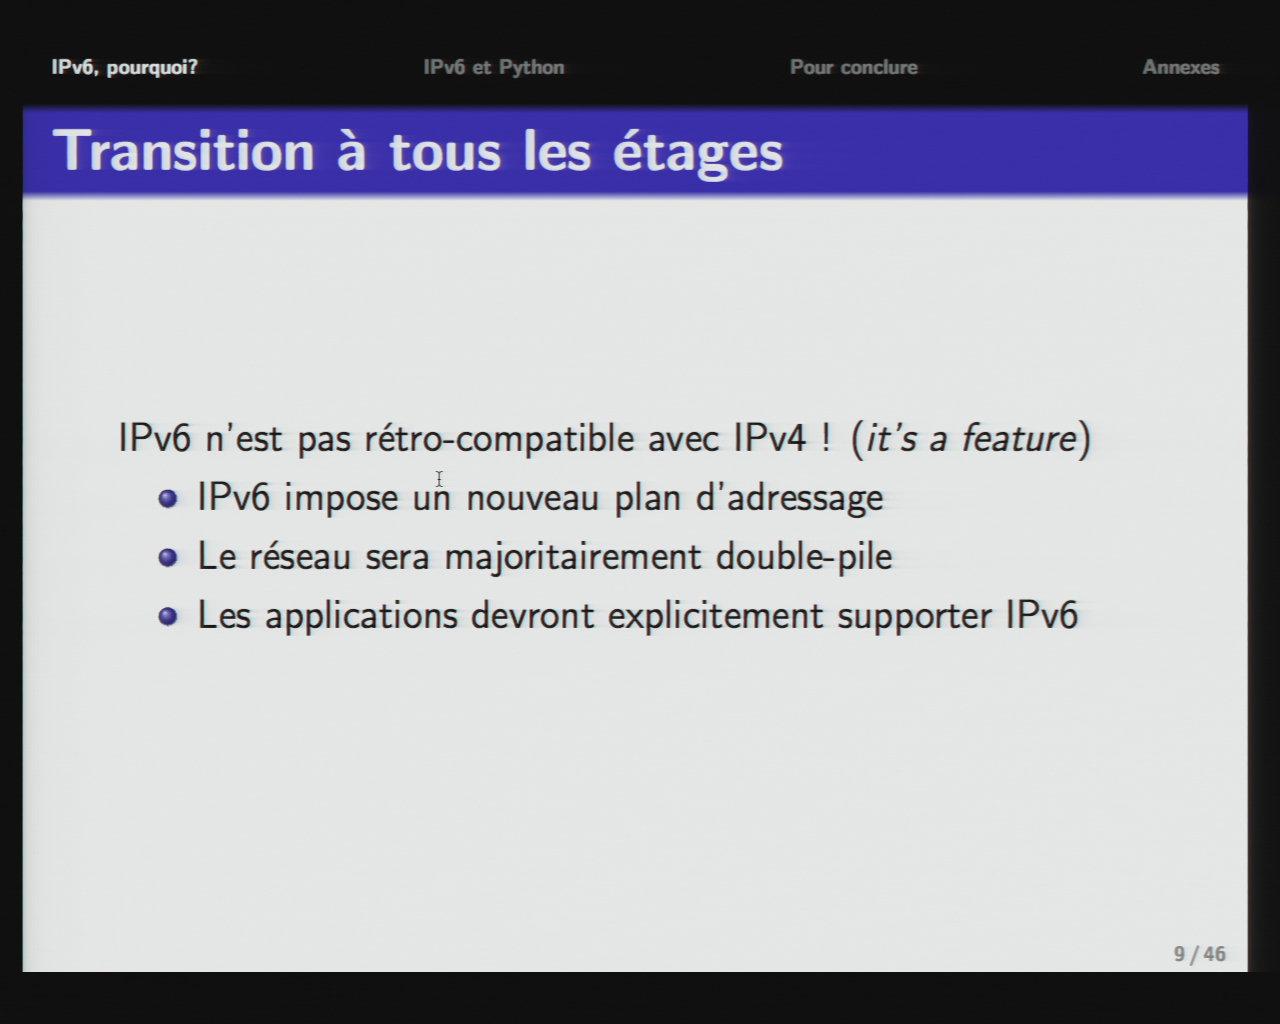 IPv6, pourquoi? IPv6 et Python Pour conclure Annexes
Transition à tous les étages
IPv6 n'est pas rétro-compatible avec IPv4 ! (it's a feature)
IPv6 impose un nouveau plan d'adressage
Le réseau sera majoritairement double-pile
Les applications devront explicitement supporter IPv6
9 / 46